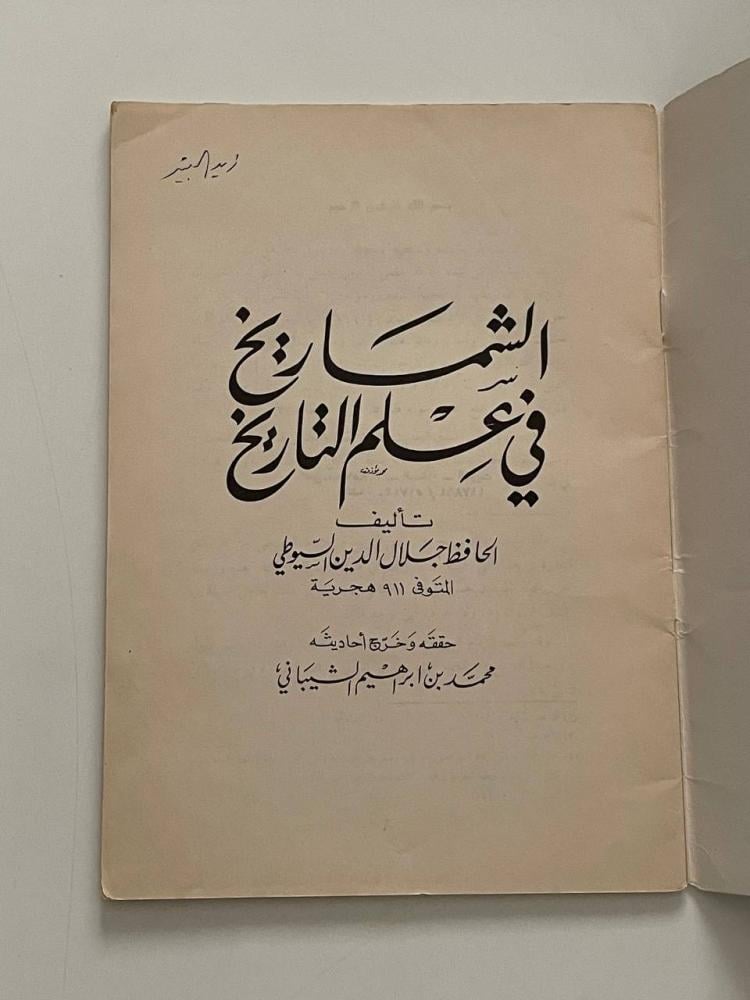 الشماريخ
في علم التاريخ
تأليف
الحافظ جلال الدين السيوطي
المتوفى ٩١١ هجرية
حققه وخرج أحاديثه
محمد بن ابراهيم الشيباني